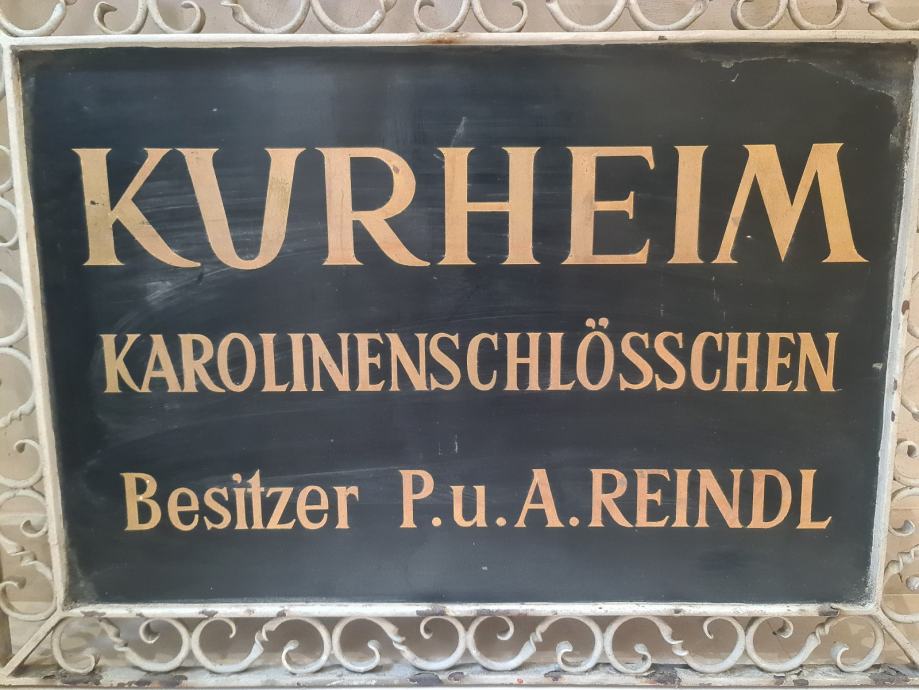 KURHEIM
KAROLINENSCHLÖSSCHEN
Besitzer P.u.A.REINDL